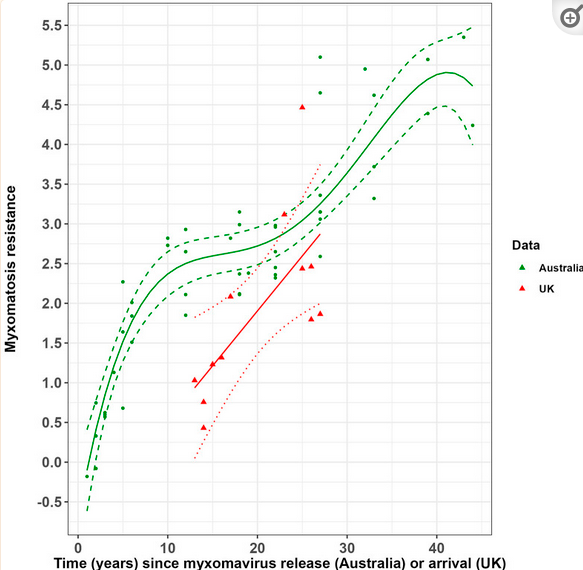 5.5
5.0
4.5
4.0
3.5
3.0
2.5
2.0
1.5
1.0
0.5
0.0
-0.5
Myxomatosis resistance
0 10 20 30 40
Time (years) since myxomavirus release (Australia) or arrival (UK)
Data
Australia
UK